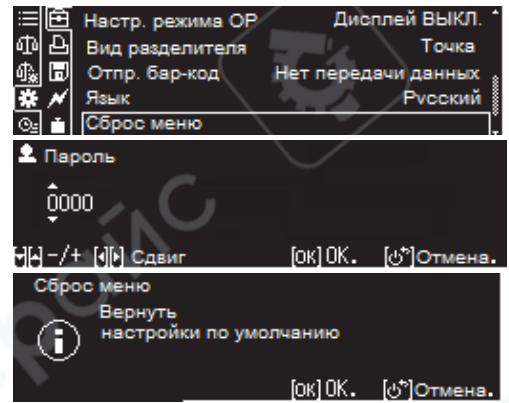 Настр. режима ОР Дисплей ВЫКЛ.
Вид разделителя Точка
Отпр. бар-код Нет передачи данных
Язык Русский
Сброс меню
Пароль
0000
-/+ Сдвиг [OK] OK. Отмена.
Сброс меню
Вернуть
настройки по умолчанию
[OK] OK. Отмена.